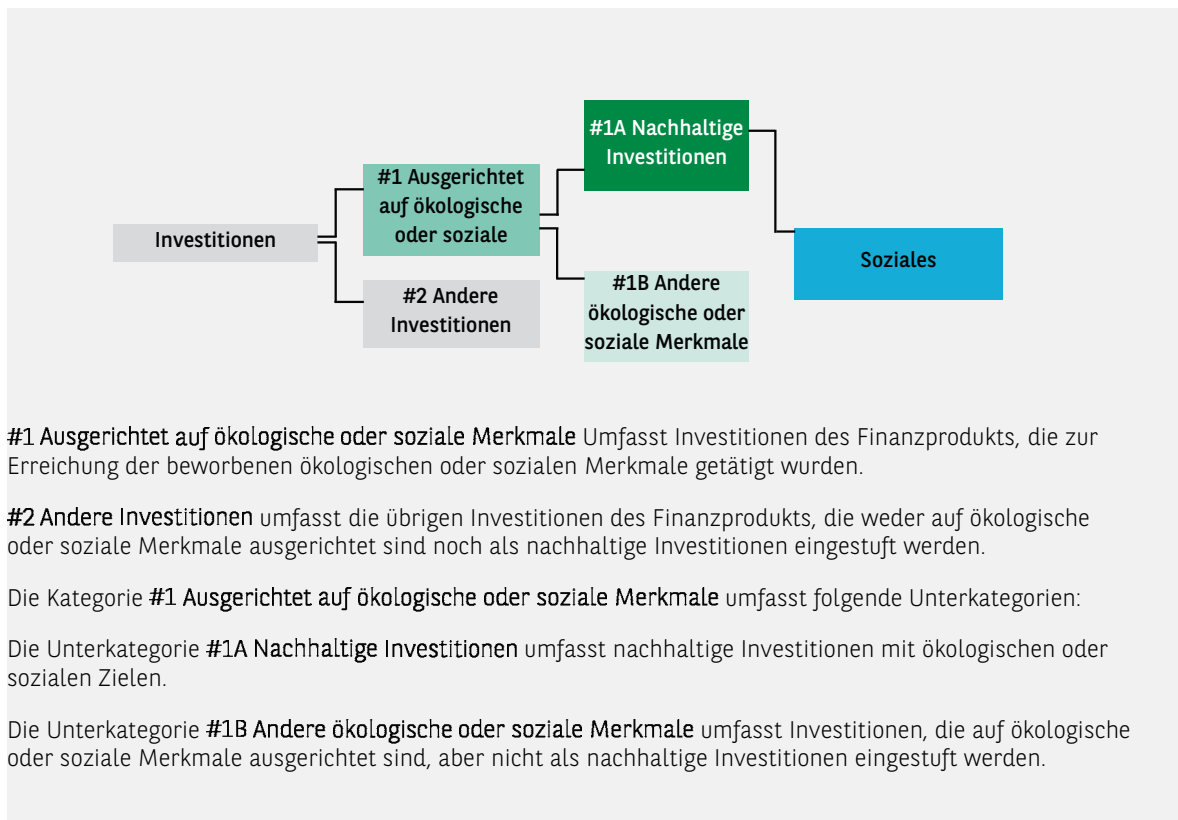 #1A Nachhaltige
Investitionen
#1 Ausgerichtet
auf ökologische
oder soziale
Investitionen
Soziales
#2 Andere
Investitionen
#1B Andere
ökologische oder
soziale Merkmale
#1 Ausgerichtet auf ökologische oder soziale Merkmale Umfasst Investitionen des Finanzprodukts, die zur
Erreichung der beworbenen ökologischen oder sozialen Merkmale getätigt wurden.
#2 Andere Investitionen umfasst die übrigen Investitionen des Finanzprodukts, die weder auf ökologische
oder soziale Merkmale ausgerichtet sind noch als nachhaltige Investitionen eingestuft werden.
Die Kategorie #1 Ausgerichtet auf ökologische oder soziale Merkmale umfasst folgende Unterkategorien:
Die Unterkategorie #1A Nachhaltige Investitionen umfasst nachhaltige Investitionen mit ökologischen oder
sozialen Zielen.
Die Unterkategorie #1B Andere ökologische oder soziale Merkmale umfasst Investitionen, die auf ökologische
oder soziale Merkmale ausgerichtet sind, aber nicht als nachhaltige Investitionen eingestuft werden.